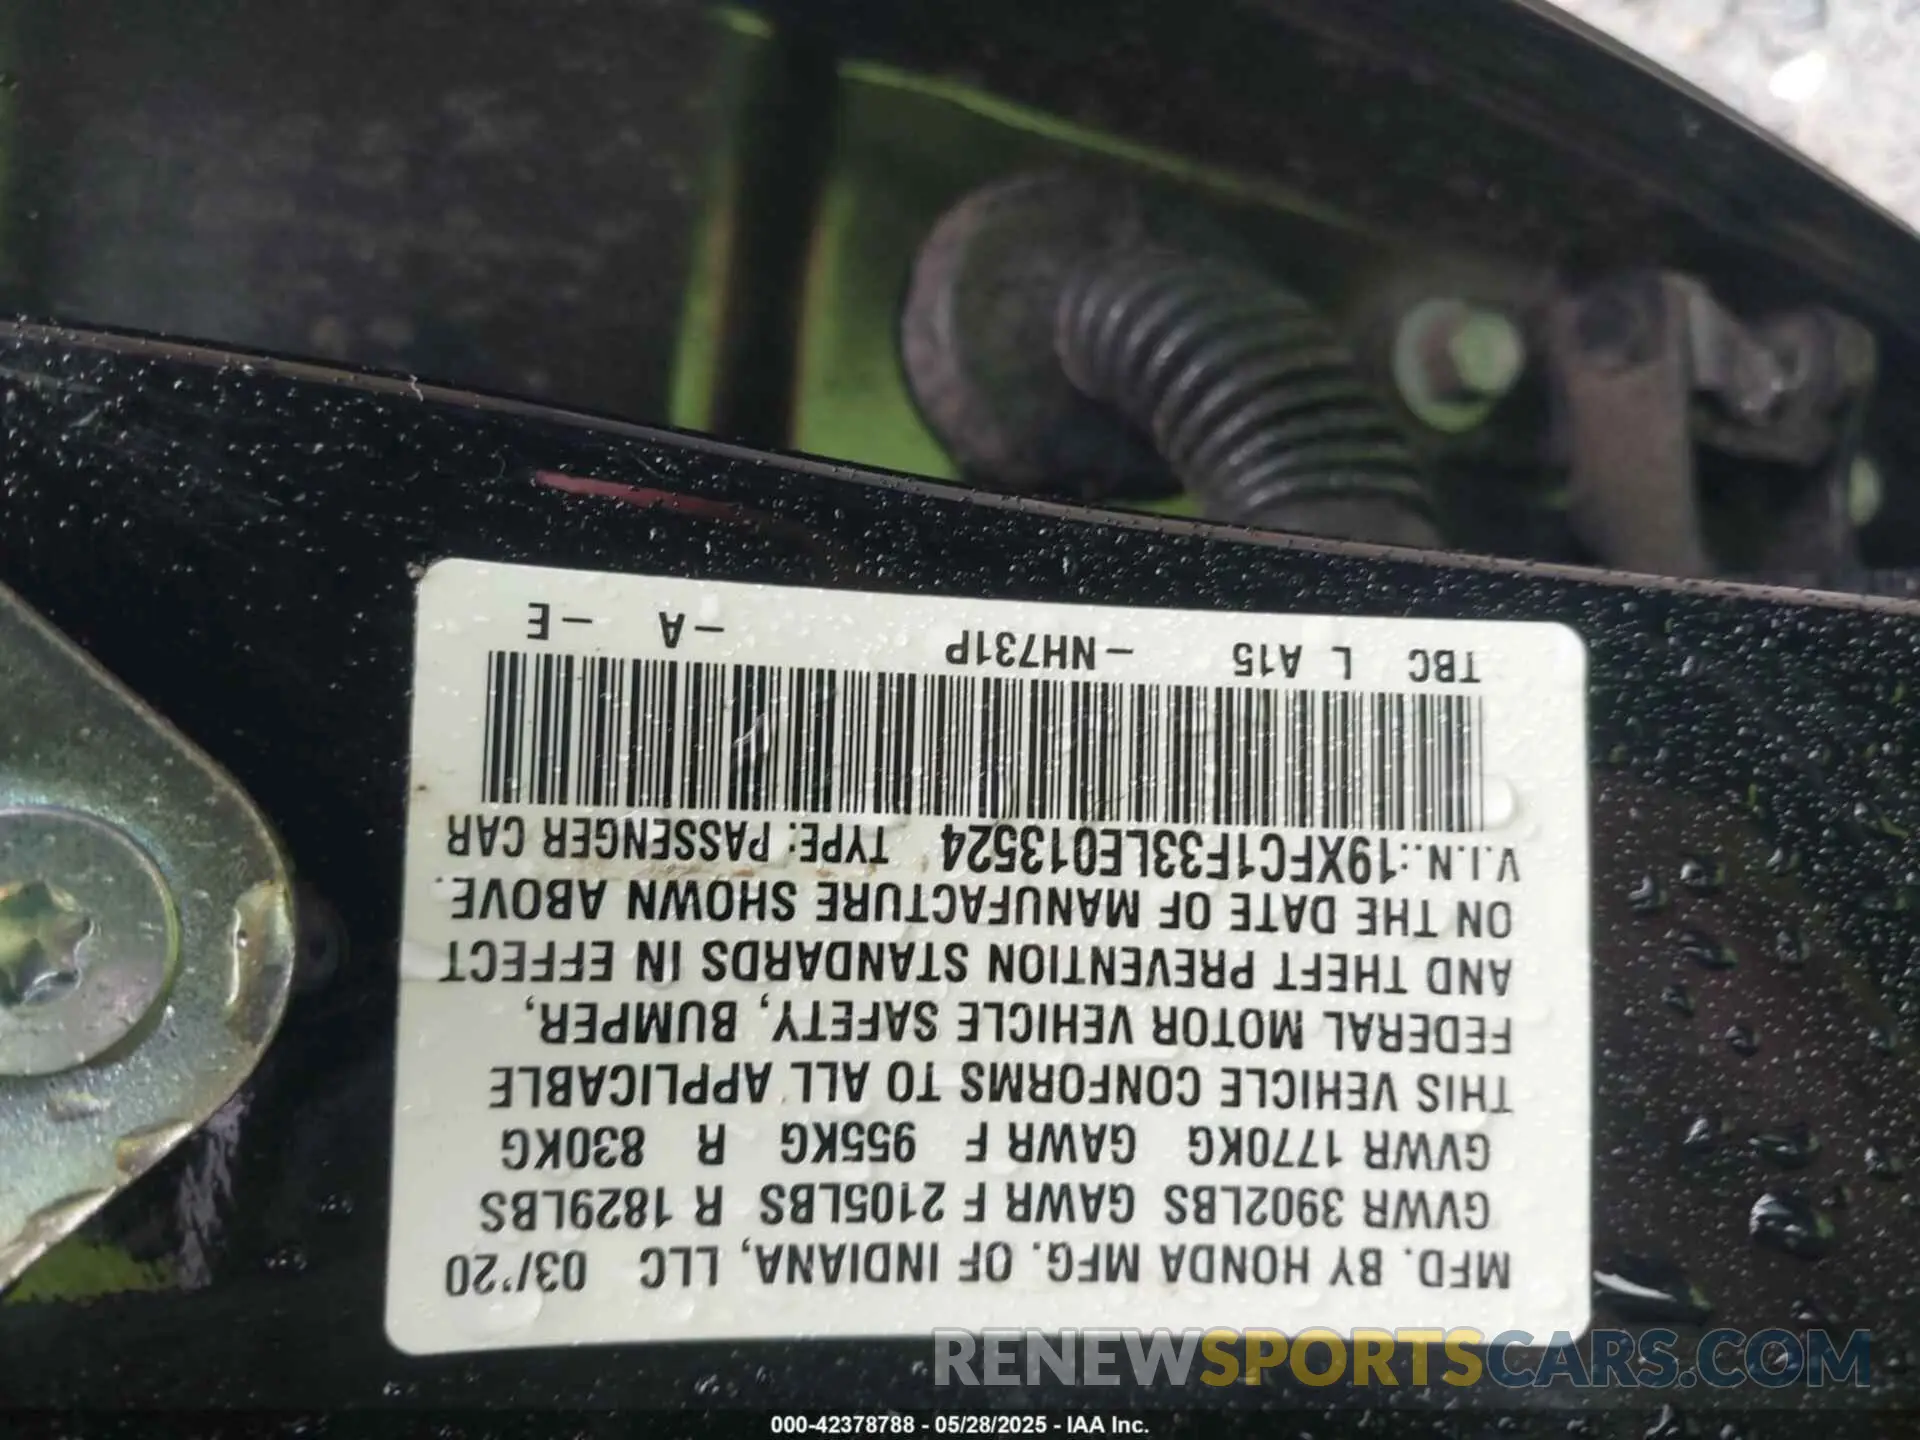 MFD. BY HONDA MFG. OF INDIANA, LLC 03/'20
GVWR 3902LBS GAWR F 2105LBS R 1829LBS
GVWR 1770KG GAWR F 955KG R 830KG
THIS VEHICLE CONFORMS TO ALL APPLICABLE
FEDERAL MOTOR VEHICLE SAFETY, BUMPER,
AND THEFT PREVENTION STANDARDS IN EFFECT
ON THE DATE OF MANUFACTURE SHOWN ABOVE.
V.I.N.:19XFC1F33LE013524 TYPE: PASSENGER CAR
TBC L A15 -NH731P -A -E
RENEWSPORTSCARS.COM
000-42378788 - 05/28/2025 - IAA Inc.